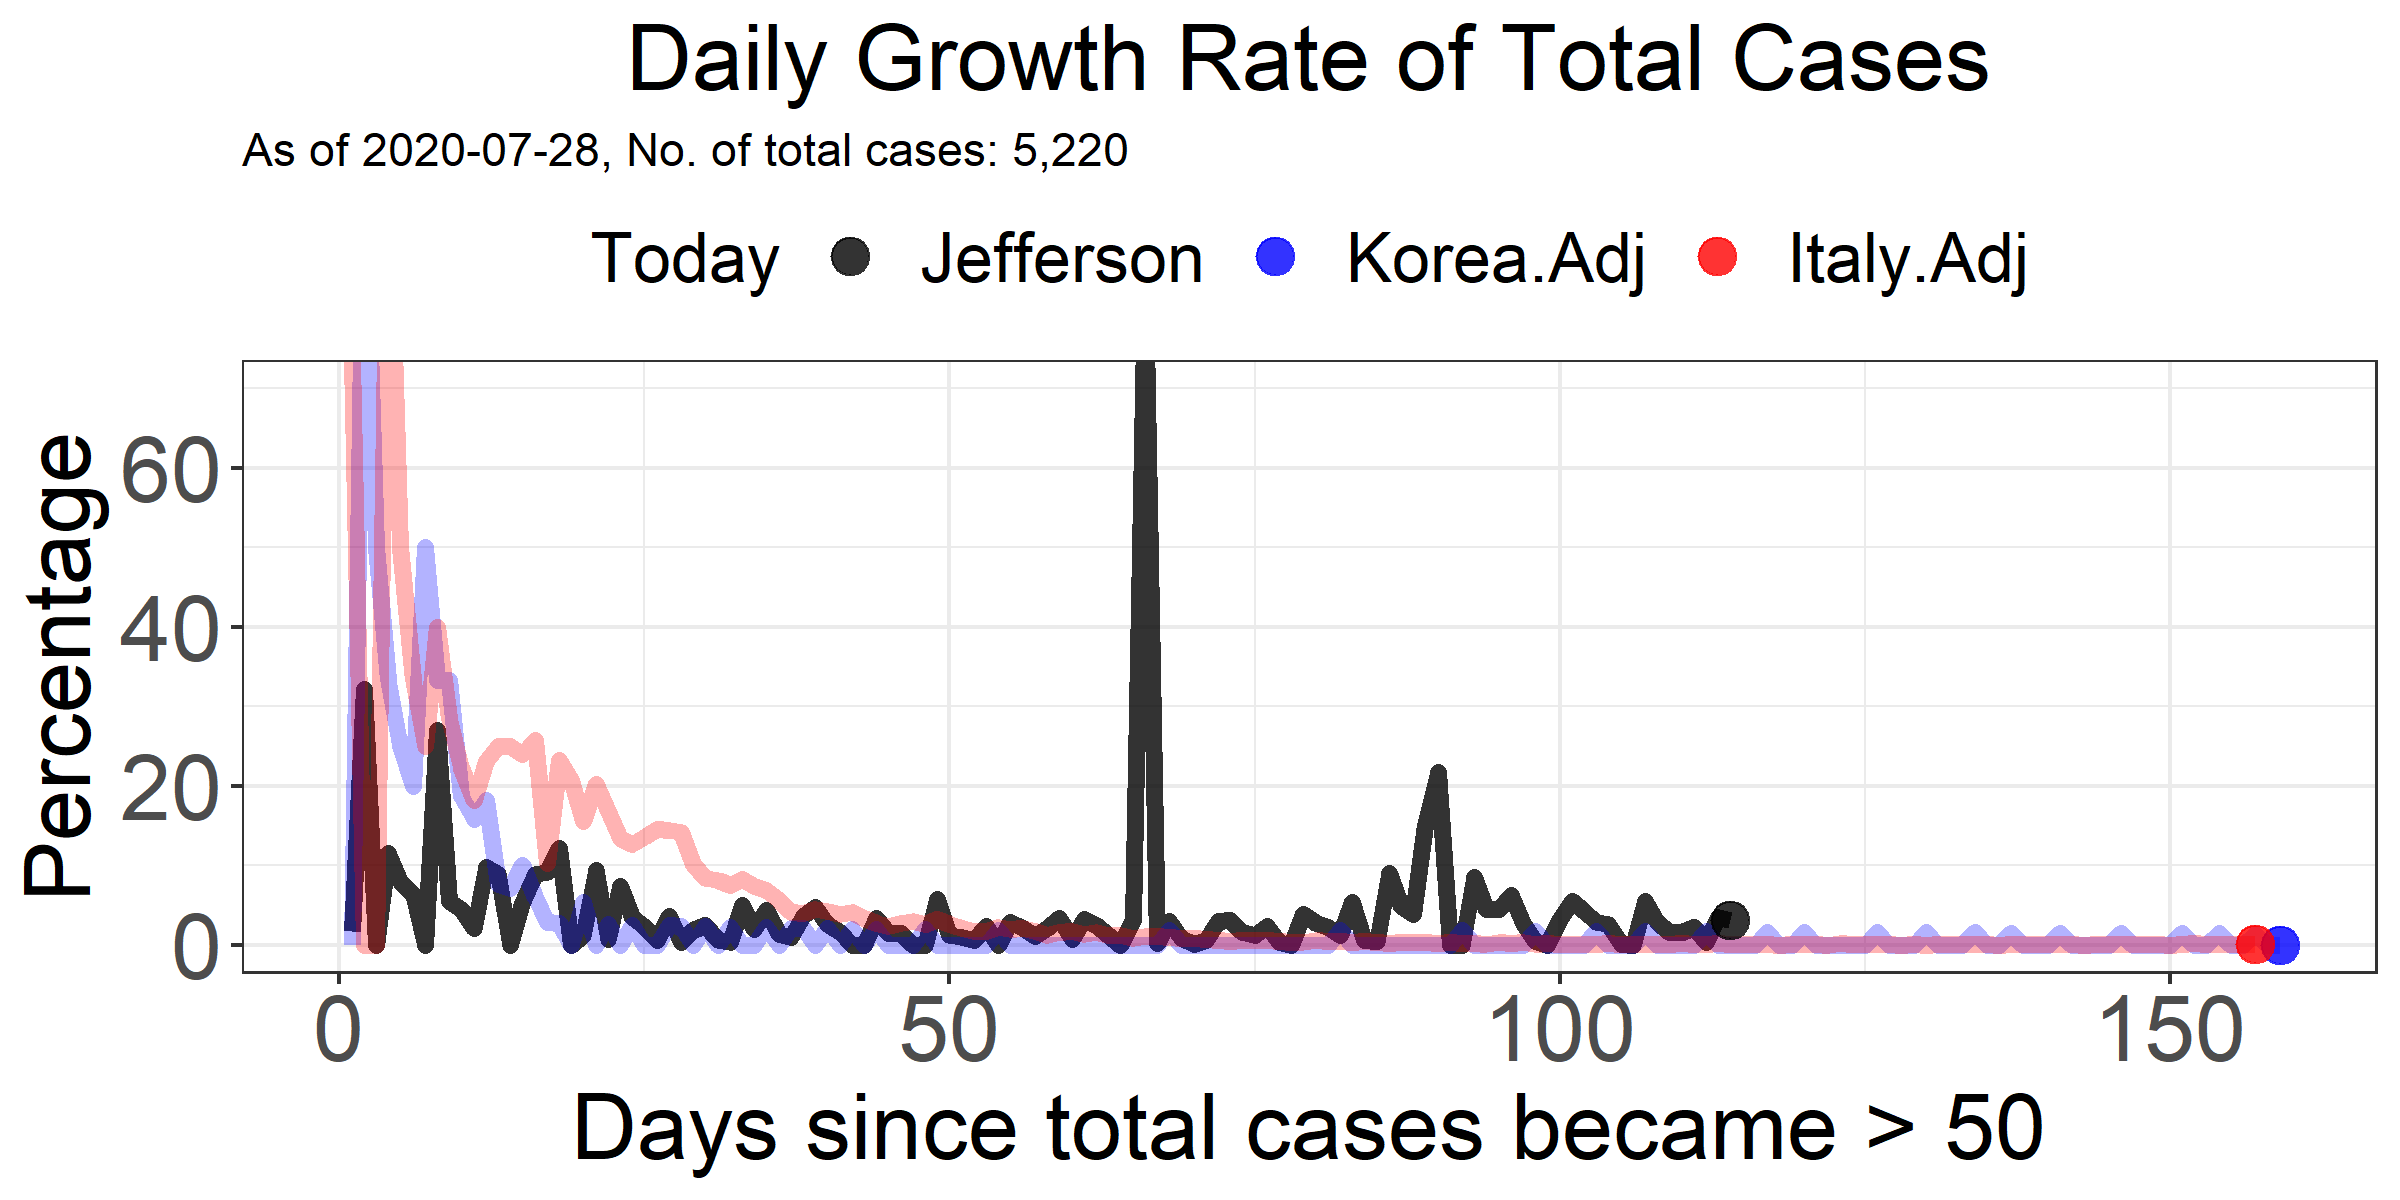 Daily Growth Rate of Total Cases
As of 2020-07-28, No. of total cases: 5,220
Today Jefferson Korea.Adj Italy.Adj
Percentage
60
40
20
0
0 50 100 150
Days since total cases became > 50